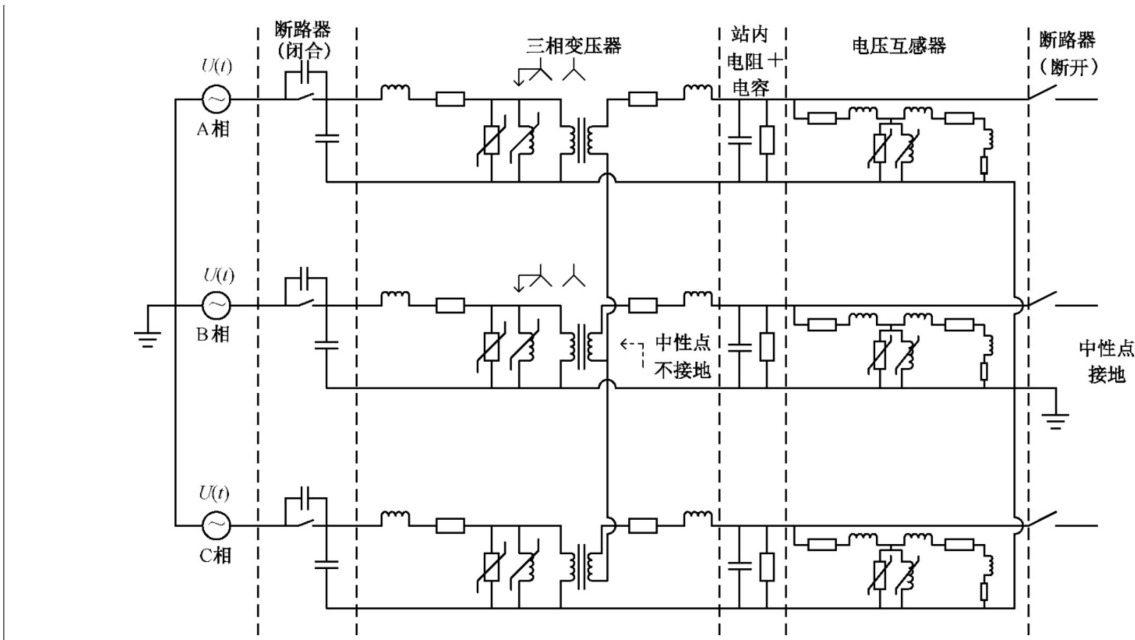 断路器
(闭合)
三相变压器
站内
电阻+
电容
电压互感器
断路器
(断开)
U(t)
A相
U(t)
B相
中性点
不接地
中性点
接地
U(t)
C相